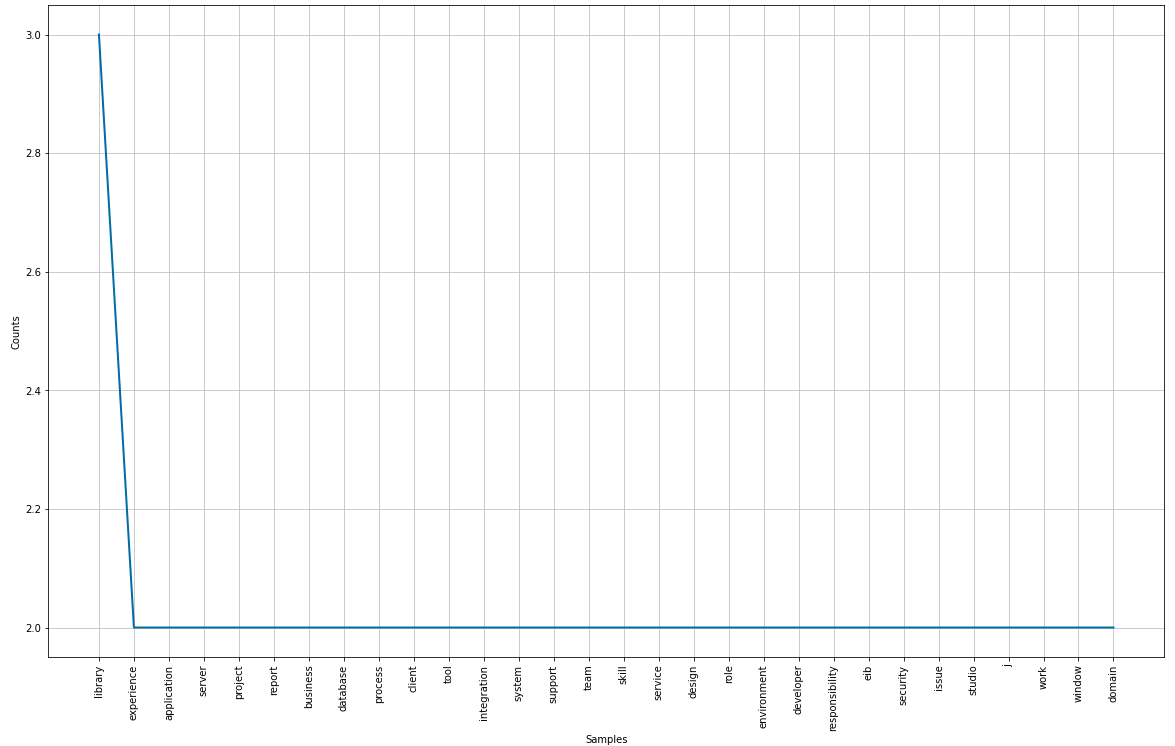 3.0
2.8
2.6
2.4
2.2
2.0
Counts
library
experience
application
server
project
report
business
database
process
client
tool
integration
system
support
team
skill
service
design
role
environment
developer
responsibility
eib
security
issue
studio
j
work
window
domain
Samples